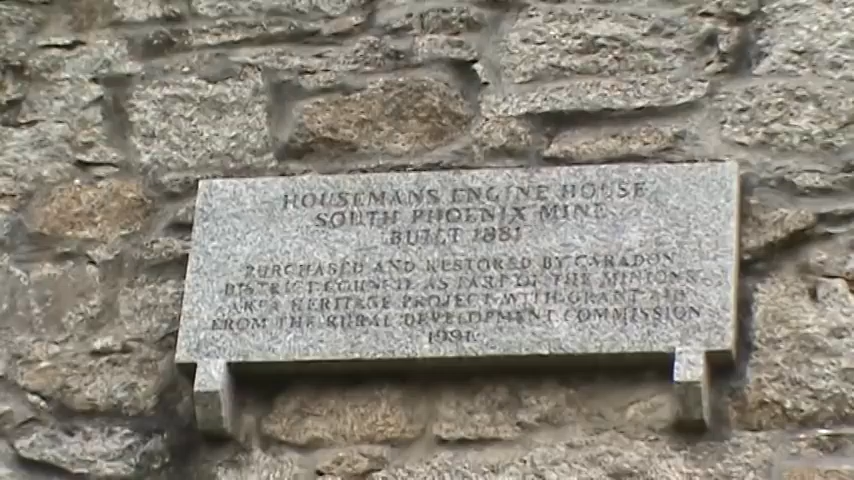 HOUSEMANS ENGINE HOUSE
SOUTH PHOENIX MINE
BUILT 1881
PURCHASED AND RESTORED BY CARADON
DISTRICT COUNCIL AS PART OF THE MINIONS
AREA HERITAGE PROJECT WITH GRANT AID
FROM THE RURAL DEVELOPMENT COMMISSION
1991